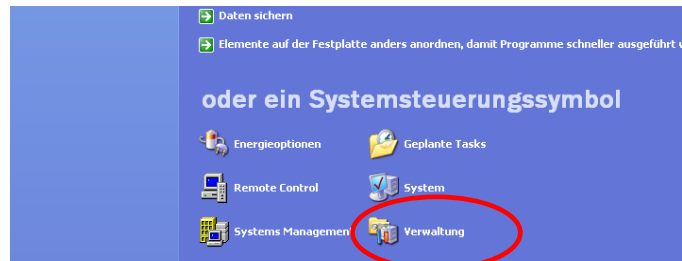 Daten sichern
Elemente auf der Festplatte anders anordnen, damit Programme schneller ausgeführt
oder ein Systemsteuerungssymbol
Energieoptionen Geplante Tasks
Remote Control System
Systems Management Verwaltung